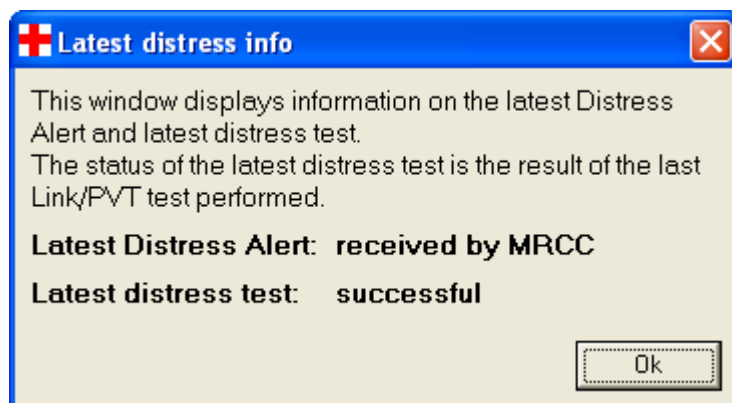 Latest distress info
This window displays information on the latest Distress
Alert and latest distress test.
The status of the latest distress test is the result of the last
Link/PVT test performed.
Latest Distress Alert: received by MRCC
Latest distress test: successful
Ok